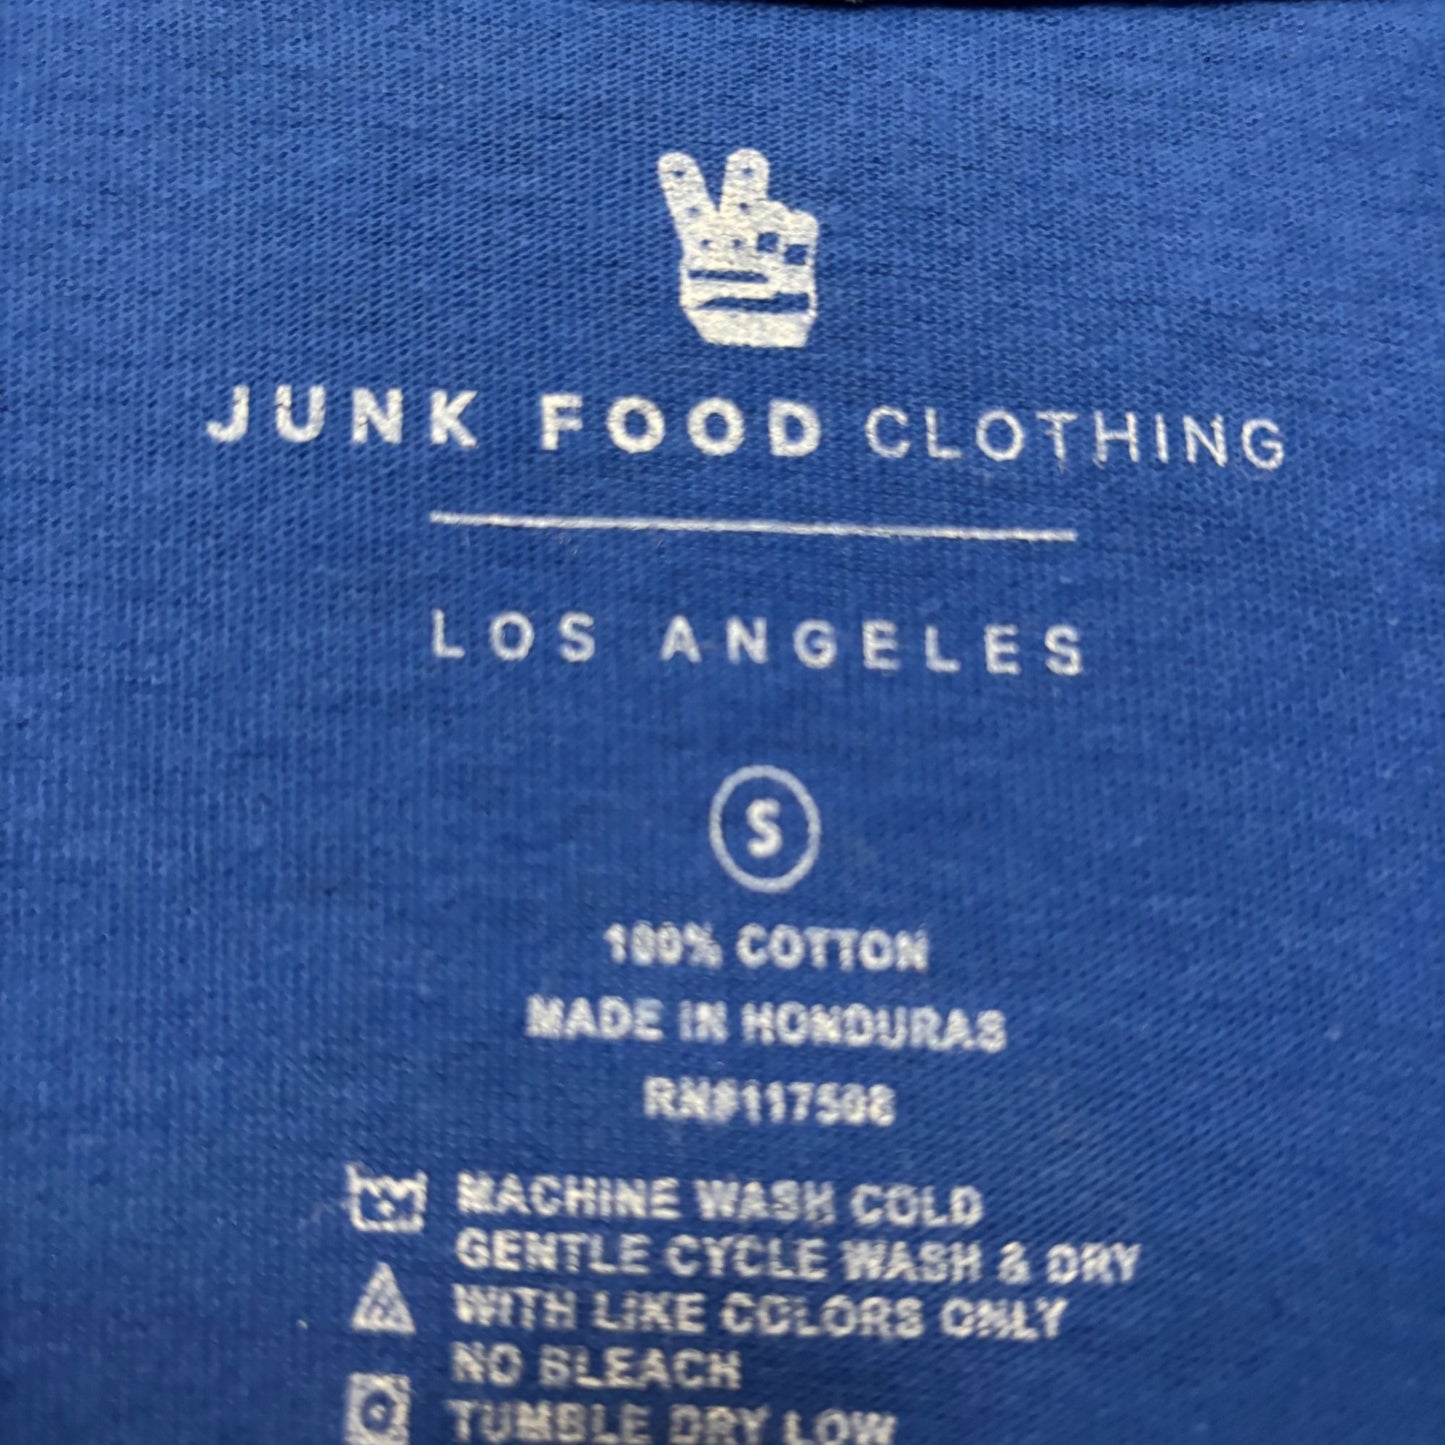 JUNK FOOD CLOTHING
LOS ANGELES
S
100% COTTON
MADE IN HONDURAS
RN#117508
MACHINE WASH COLD
GENTLE CYCLE WASH & DRY
WITH LIKE COLORS ONLY
NO BLEACH
TUMBLE DRY LOW